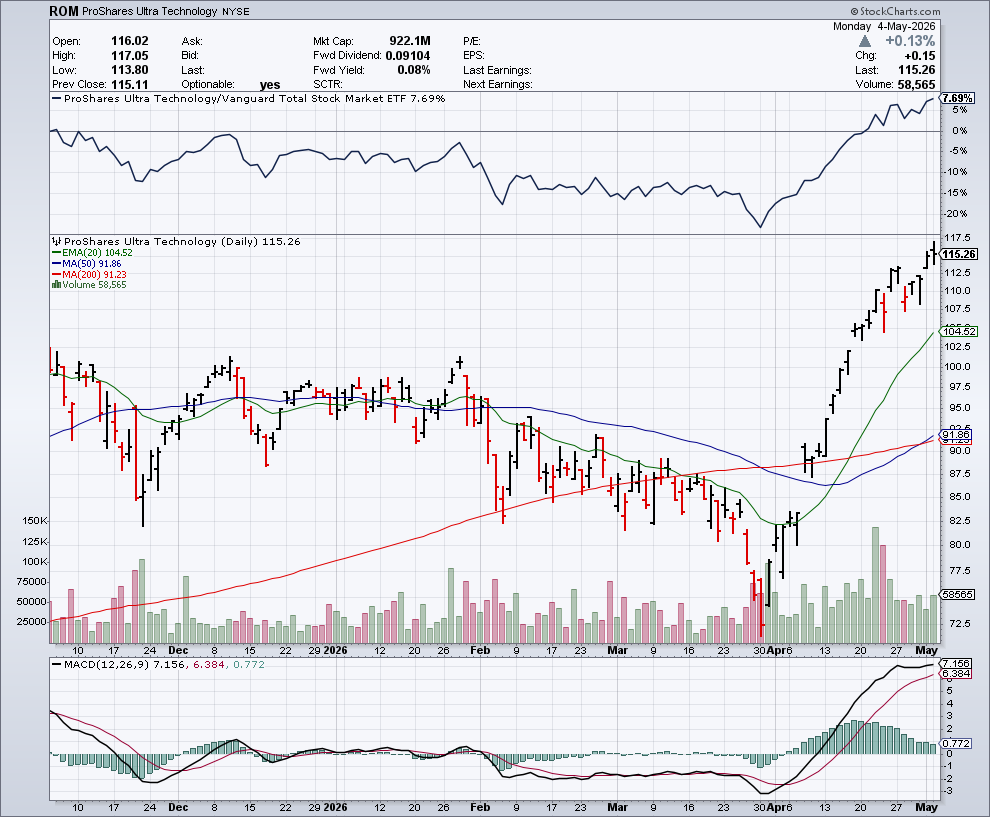 ROM ProShares Ultra Technology NYSE © StockCharts.com
Monday 4-May-2026
Open: 116.02 Ask: Mkt Cap: 922.1M P/E: +0.13%
High: 117.05 Bid: Fwd Dividend: 0.09104 EPS: Chg: +0.15
Low: 113.80 Last: Fwd Yield: 0.08% Last Earnings: Last: 115.26
Prev Close: 115.11 Optionable: yes SCTR: Next Earnings: Volume: 58,565
ProShares Ultra Technology/Vanguard Total Stock Market ETF 7.69%
7.69%
5%
0%
-5%
-10%
-15%
-20%
ProShares Ultra Technology (Daily) 115.26
EMA(20) 104.52
MA(50) 91.86
MA(200) 91.23
Volume 58,565
117.5
115.26
112.5
110.0
107.5
104.52
102.5
100.0
97.5
95.0
91.86
90.0
87.5
85.0
82.5
80.0
77.5
58565
72.5
150K
125K
100K
75000
50000
25000
10 17 24 Dec 8 15 22 29 2026 12 20 26 Feb 9 17 23 Mar 9 16 23 30 Apr 6 13 20 27 May
MACD(12,26,9) 7.156, 6.384, 0.772
7.156
6.384
5
4
3
2
0.772
0
-1
-2
-3
10 17 24 Dec 8 15 22 29 2026 12 20 26 Feb 9 17 23 Mar 9 16 23 30 Apr 6 13 20 27 May